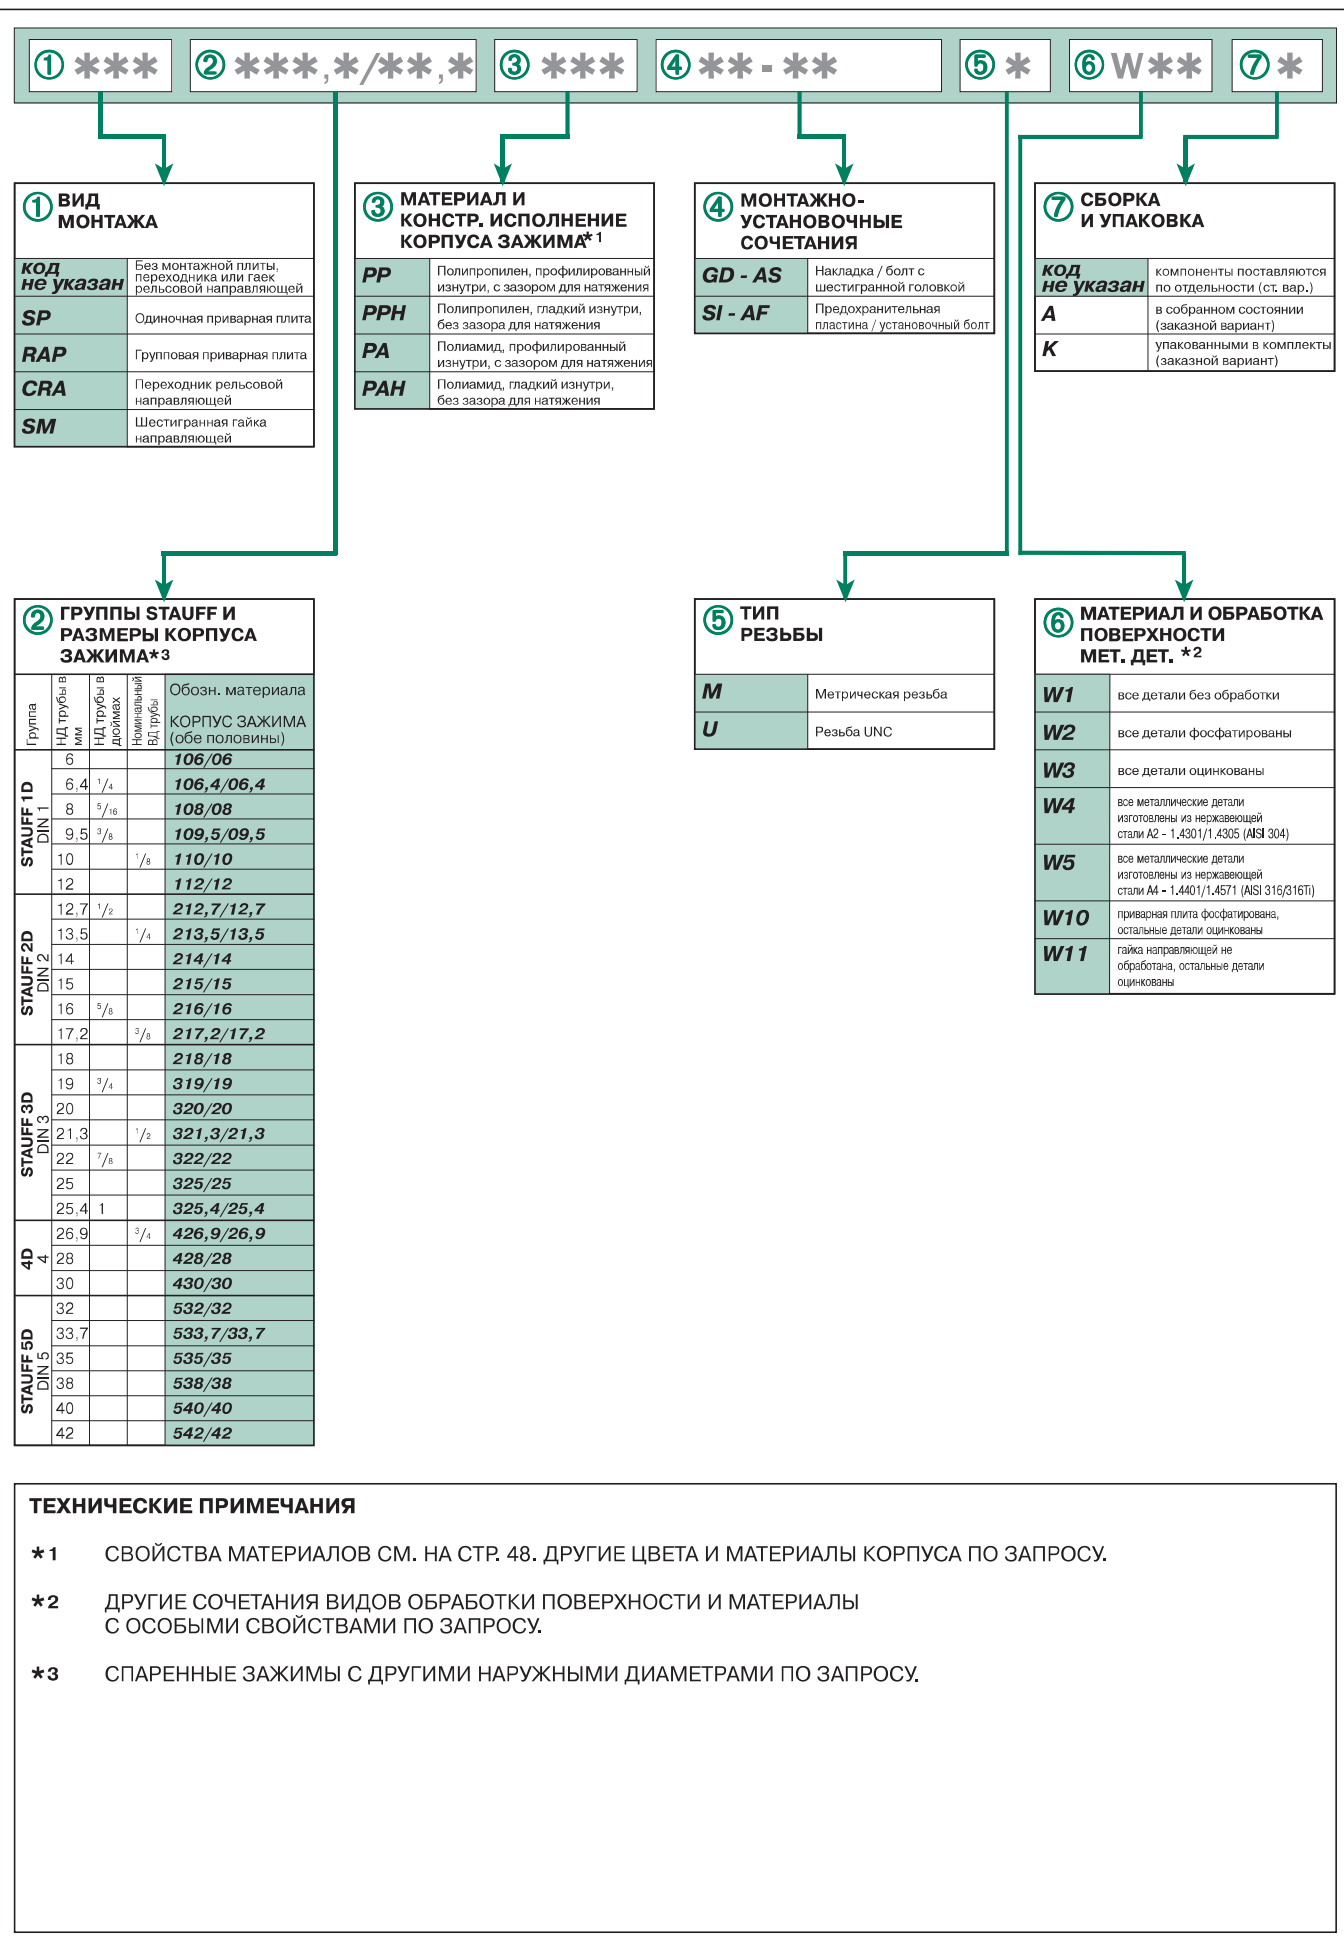 ① ***  ② ***,*/**,*  ③ ***  ④ ** - **  ⑤ *  ⑥ W**  ⑦ *
① ВИД
МОНТАЖА
код
не указан
Без монтажной плиты,
переходника или гаек
рельсовой направляющей
SP Одиночная приварная плита
RAP Групповая приварная плита
CRA Переходник рельсовой
направляющей
SM Шестигранная гайка
направляющей
③ МАТЕРИАЛ И
КОНСТР. ИСПОЛНЕНИЕ
КОРПУСА ЗАЖИМА*1
PP Полипропилен, профилированный
изнутри, с зазором для натяжения
PPH Полипропилен, гладкий изнутри,
без зазора для натяжения
PA Полиамид, профилированный
изнутри, с зазором для натяжения
PAH Полиамид, гладкий изнутри,
без зазора для натяжения
④ МОНТАЖНО-
УСТАНОВОЧНЫЕ
СОЧЕТАНИЯ
GD - AS Накладка / болт с
шестигранной головкой
SI - AF Предохранительная
пластина / установочный болт
⑦ СБОРКА
И УПАКОВКА
код
не указан
компоненты поставляются
по отдельности (ст. вар.)
A в собранном состоянии
(заказной вариант)
K упакованными в комплекты
(заказной вариант)
② ГРУППЫ STAUFF И
РАЗМЕРЫ КОРПУСА
ЗАЖИМА*3
Группа
НД трубы в
мм
НД трубы в
дюймах
Номинальный
ВД трубы
Обозн. материала
КОРПУС ЗАЖИМА
(обе половины)
STAUFF 1D
DIN 1
6 106/06
6,4 1/4 106,4/06,4
8 5/16 108/08
9,5 3/8 109,5/09,5
10 1/8 110/10
12 112/12
STAUFF 2D
DIN 2
12,7 1/2 212,7/12,7
13,5 1/4 213,5/13,5
14 214/14
15 215/15
16 5/8 216/16
17,2 3/8 217,2/17,2
STAUFF 3D
DIN 3
18 218/18
19 3/4 319/19
20 320/20
21,3 1/2 321,3/21,3
22 7/8 322/22
25 325/25
25,4 1 325,4/25,4
4D
4
26,9 3/4 426,9/26,9
28 428/28
30 430/30
STAUFF 5D
DIN 5
32 532/32
33,7 533,7/33,7
35 535/35
38 538/38
40 540/40
42 542/42
⑤ ТИП
РЕЗЬБЫ
M Метрическая резьба
U Резьба UNC
⑥ МАТЕРИАЛ И ОБРАБОТКА
ПОВЕРХНОСТИ
МЕТ. ДЕТ. *2
W1 все детали без обработки
W2 все детали фосфатированы
W3 все детали оцинкованы
W4 все металлические детали
изготовлены из нержавеющей
стали А2 - 1.4301/1.4305 (AISI 304)
W5 все металлические детали
изготовлены из нержавеющей
стали А4 - 1.4401/1.4571 (AISI 316/316Ti)
W10 приварная плита фосфатирована,
остальные детали оцинкованы
W11 гайка направляющей не
обработана, остальные детали
оцинкованы
ТЕХНИЧЕСКИЕ ПРИМЕЧАНИЯ
*1 СВОЙСТВА МАТЕРИАЛОВ СМ. НА СТР. 48. ДРУГИЕ ЦВЕТА И МАТЕРИАЛЫ КОРПУСА ПО ЗАПРОСУ.
*2 ДРУГИЕ СОЧЕТАНИЯ ВИДОВ ОБРАБОТКИ ПОВЕРХНОСТИ И МАТЕРИАЛЫ
С ОСОБЫМИ СВОЙСТВАМИ ПО ЗАПРОСУ.
*3 СПАРЕННЫЕ ЗАЖИМЫ С ДРУГИМИ НАРУЖНЫМИ ДИАМЕТРАМИ ПО ЗАПРОСУ.